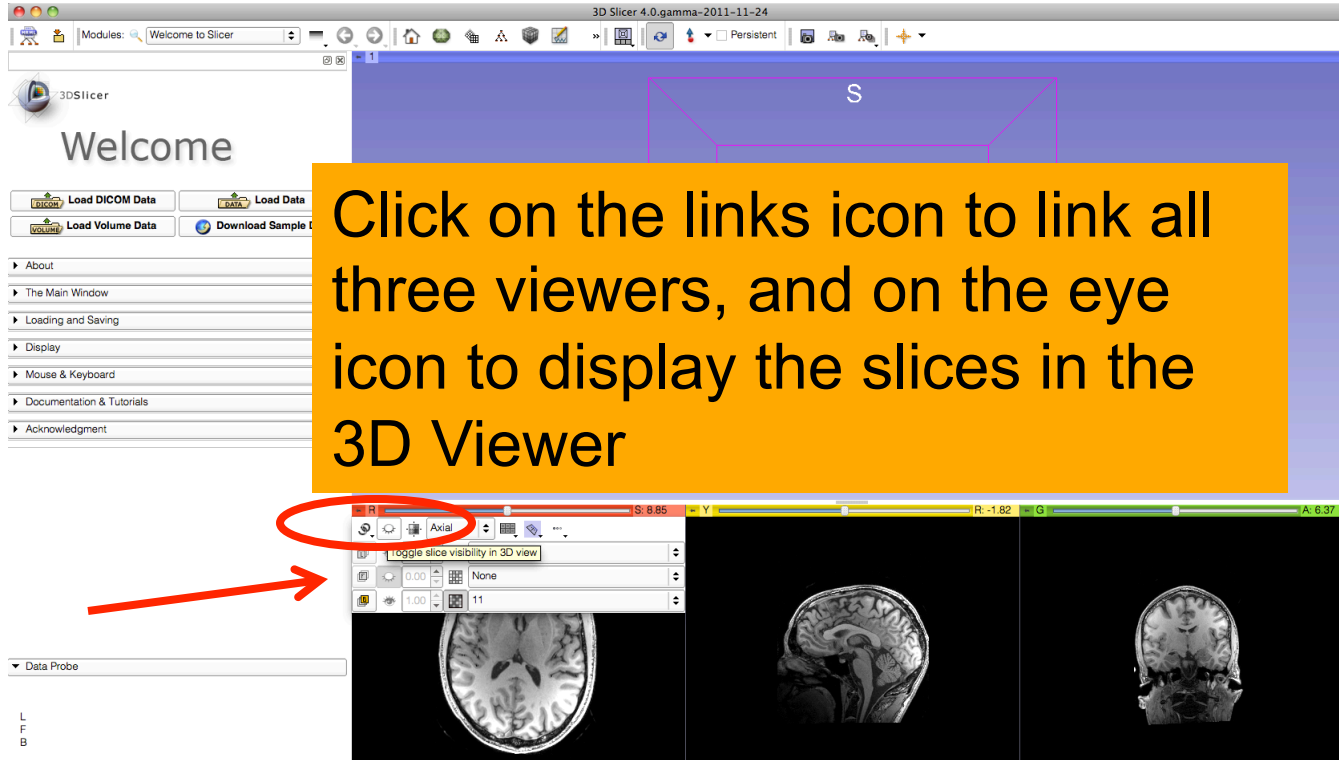 3D Slicer 4.0.gamma-2011-11-24
Modules: Welcome to Slicer
» Persistent
1
3DSlicer
S
Welcome
DICOM Load DICOM Data
DATA Load Data
VOLUME Load Volume Data
Download Sample
Click on the links icon to link all
three viewers, and on the eye
icon to display the slices in the
3D Viewer
About
The Main Window
Loading and Saving
Display
Mouse & Keyboard
Documentation & Tutorials
Acknowledgment
R S: 8.85
Y R: -1.82
G A: 6.37
Axial
Toggle slice visibility in 3D view
F 0.00 None
B 1.00 11
Data Probe
L
F
B